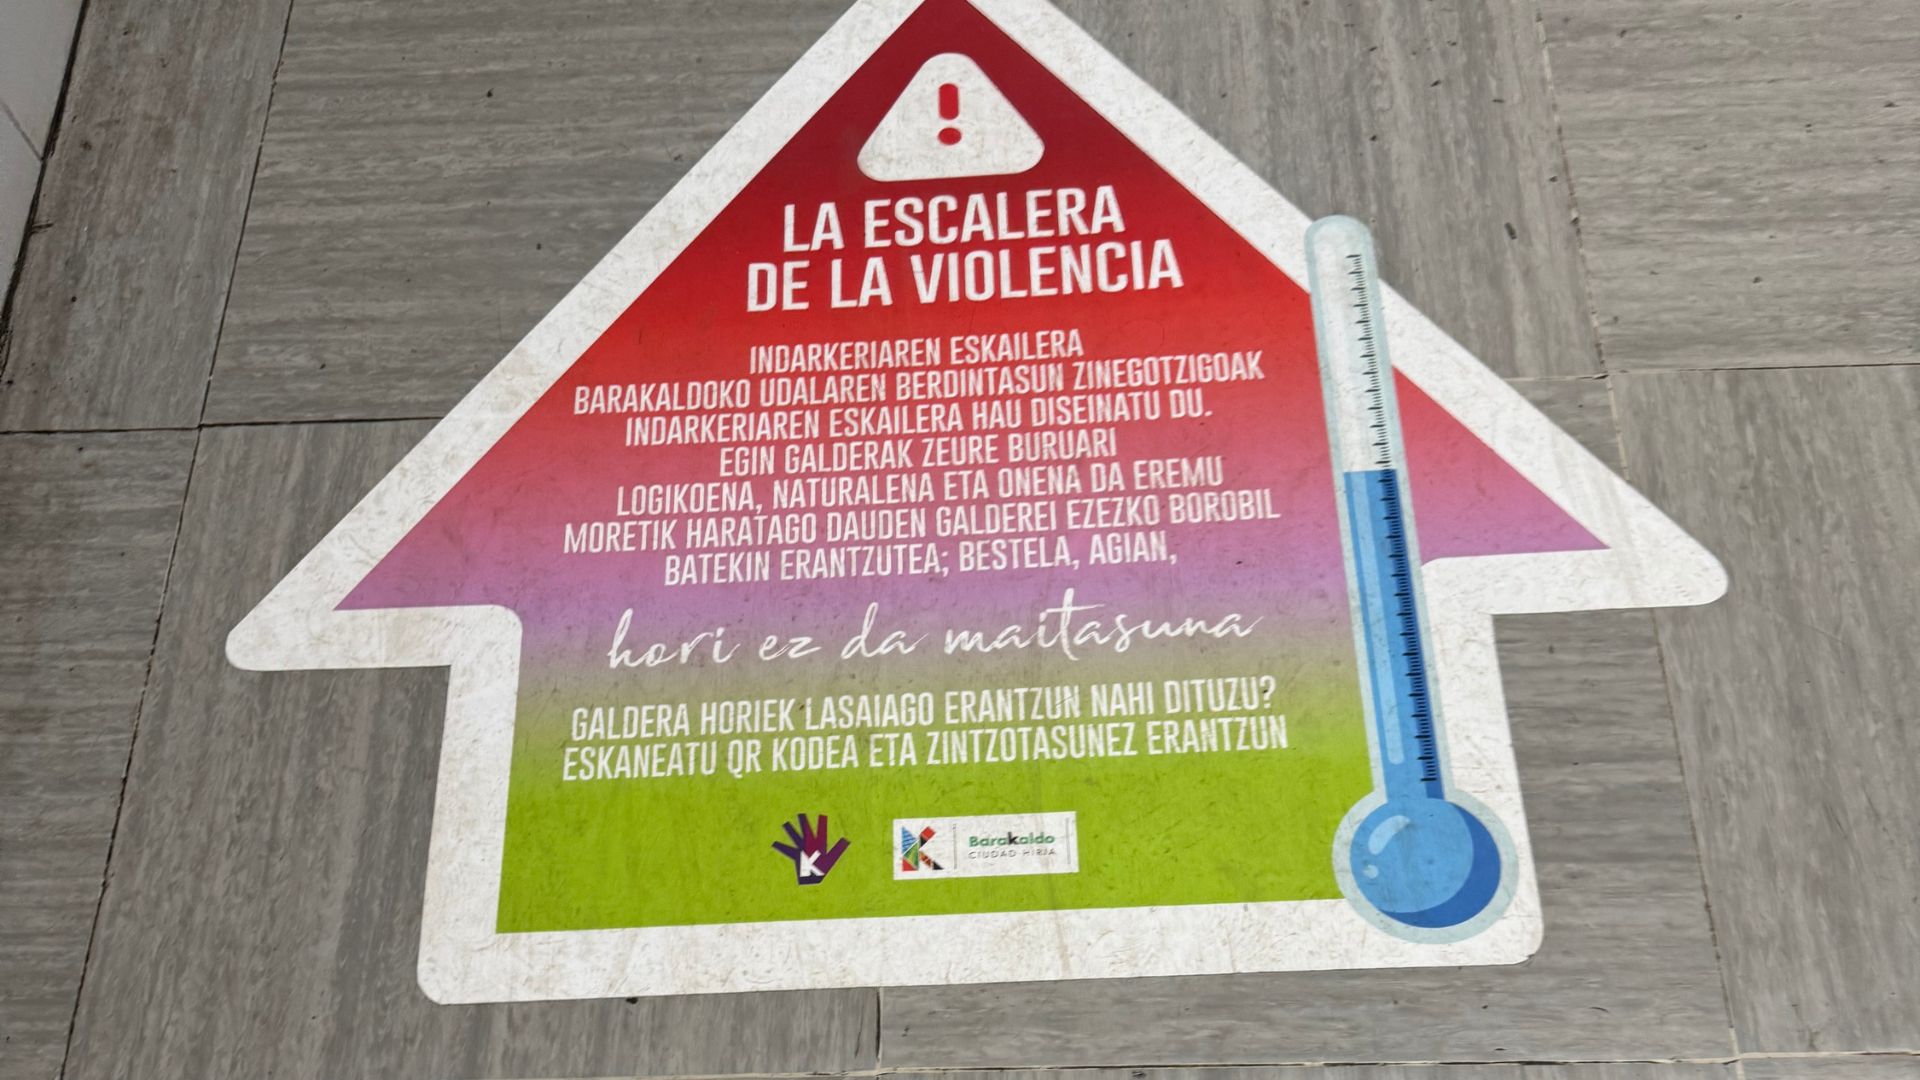 !
LA ESCALERA
DE LA VIOLENCIA
INDARKERIAREN ESKAILERA
BARAKALDOKO UDALAREN BERDINTASUN ZINEGOTZIGOAK
INDARKERIAREN ESKAILERA HAU DISEINATU DU.
EGIN GALDERAK ZEURE BURUARI
LOGIKOENA, NATURALENA ETA ONENA DA EREMU
MORETIK HARATAGO DAUDEN GALDEREI EZEZKO BOROBIL
BATEKIN ERANTZUTEA; BESTELA, AGIAN,
hori ez da maitasuna
GALDERA HORIEK LASAIAGO ERANTZUN NAHI DITUZU?
ESKANEATU QR KODEA ETA ZINTZOTASUNEZ ERANTZUN
K
Barakaldo
CIUDAD HIRIA